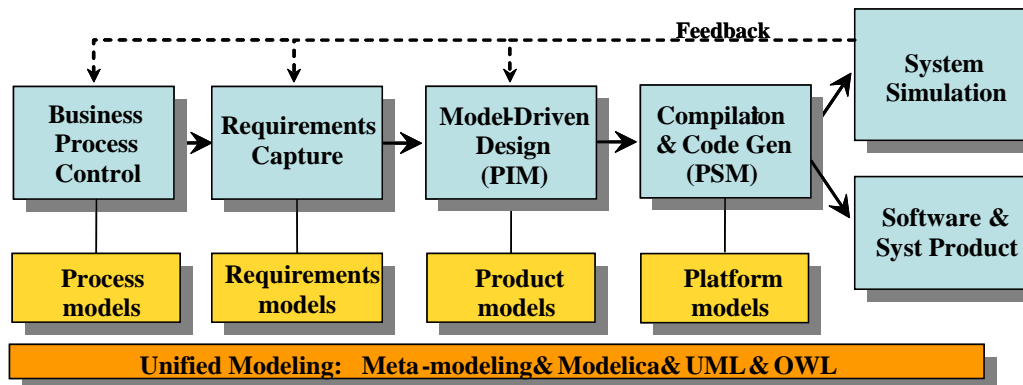 Feedback
Business
Process
Control
Requirements
Capture
Model-Driven
Design
(PIM)
Compilation
& Code Gen
(PSM)
System
Simulation
Software &
Syst Product
Process
models
Requirements
models
Product
models
Platform
models
Unified Modeling: Meta-modeling& Modelica& UML & OWL